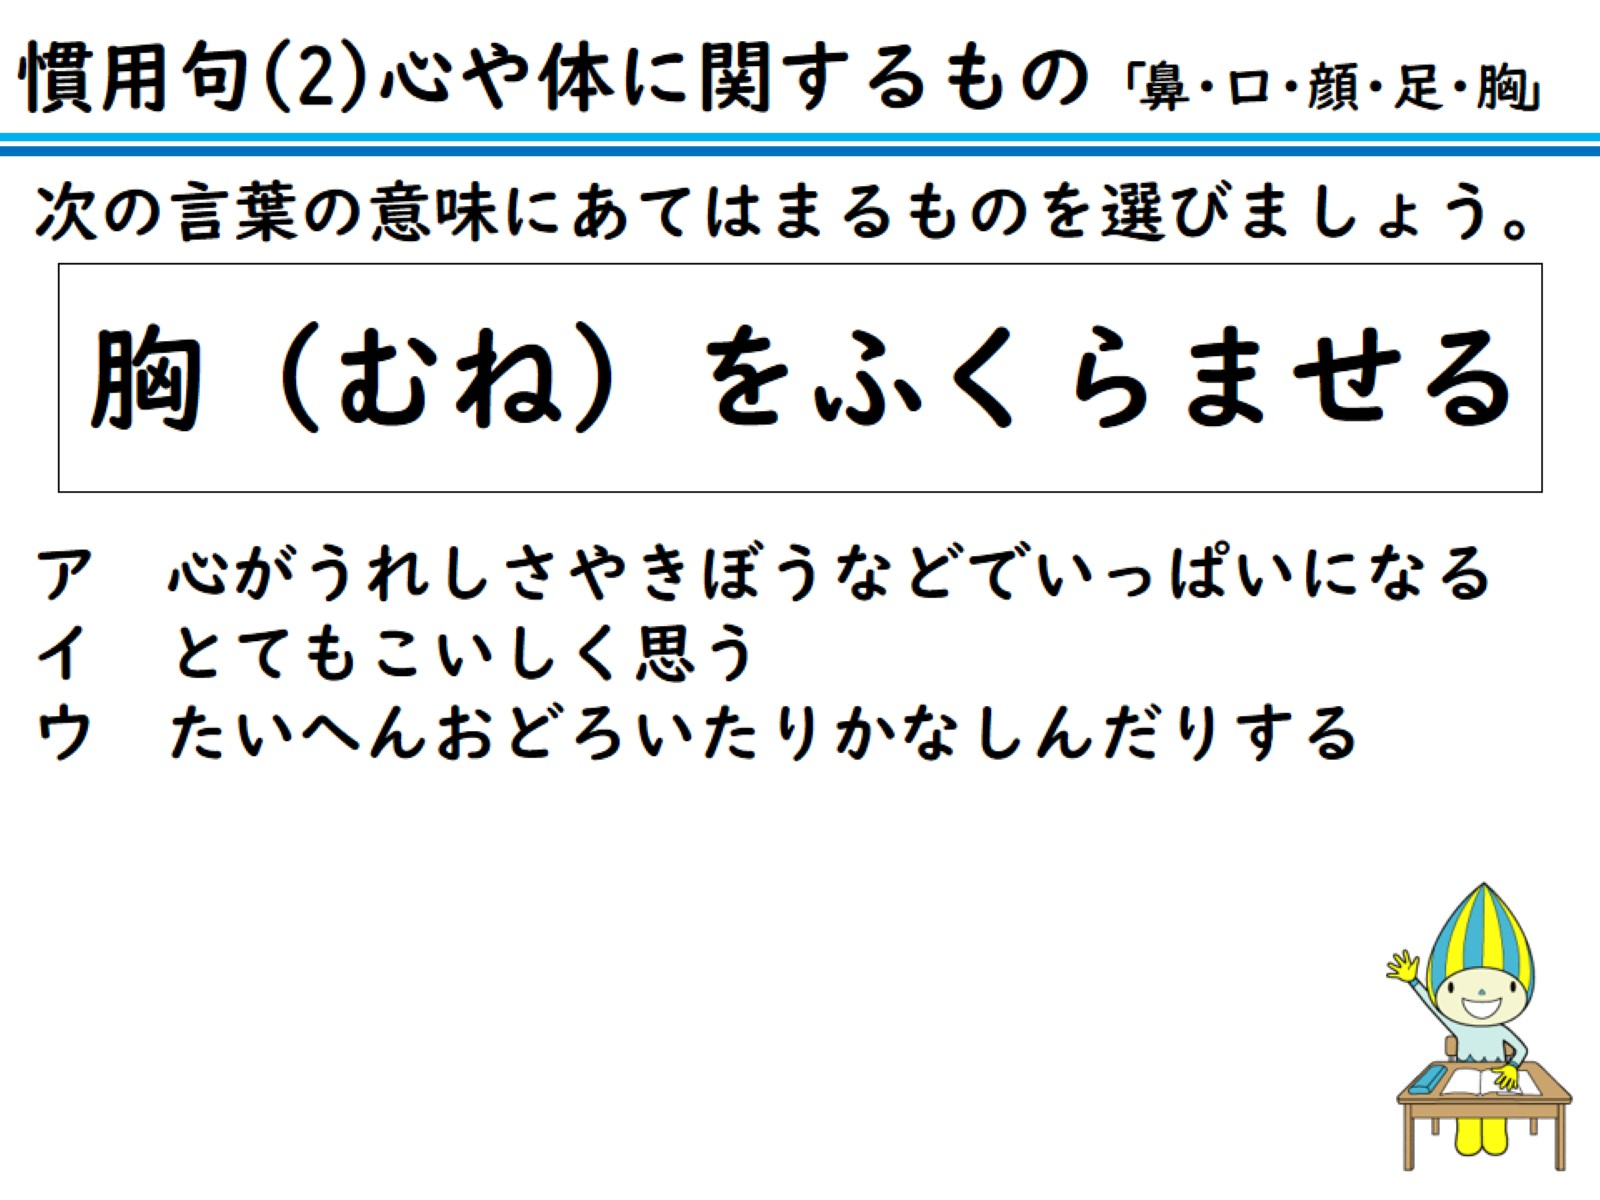 慣用句(2)心や体に関するもの「鼻・口・顔・足・胸」
次の言葉の意味にあてはまるものを選びましょう。
胸（むね）をふくらませる
ア　心がうれしさやきぼうなどでいっぱいになる
イ　とてもこいしく思う
ウ　たいへんおどろいたりかなしんだりする